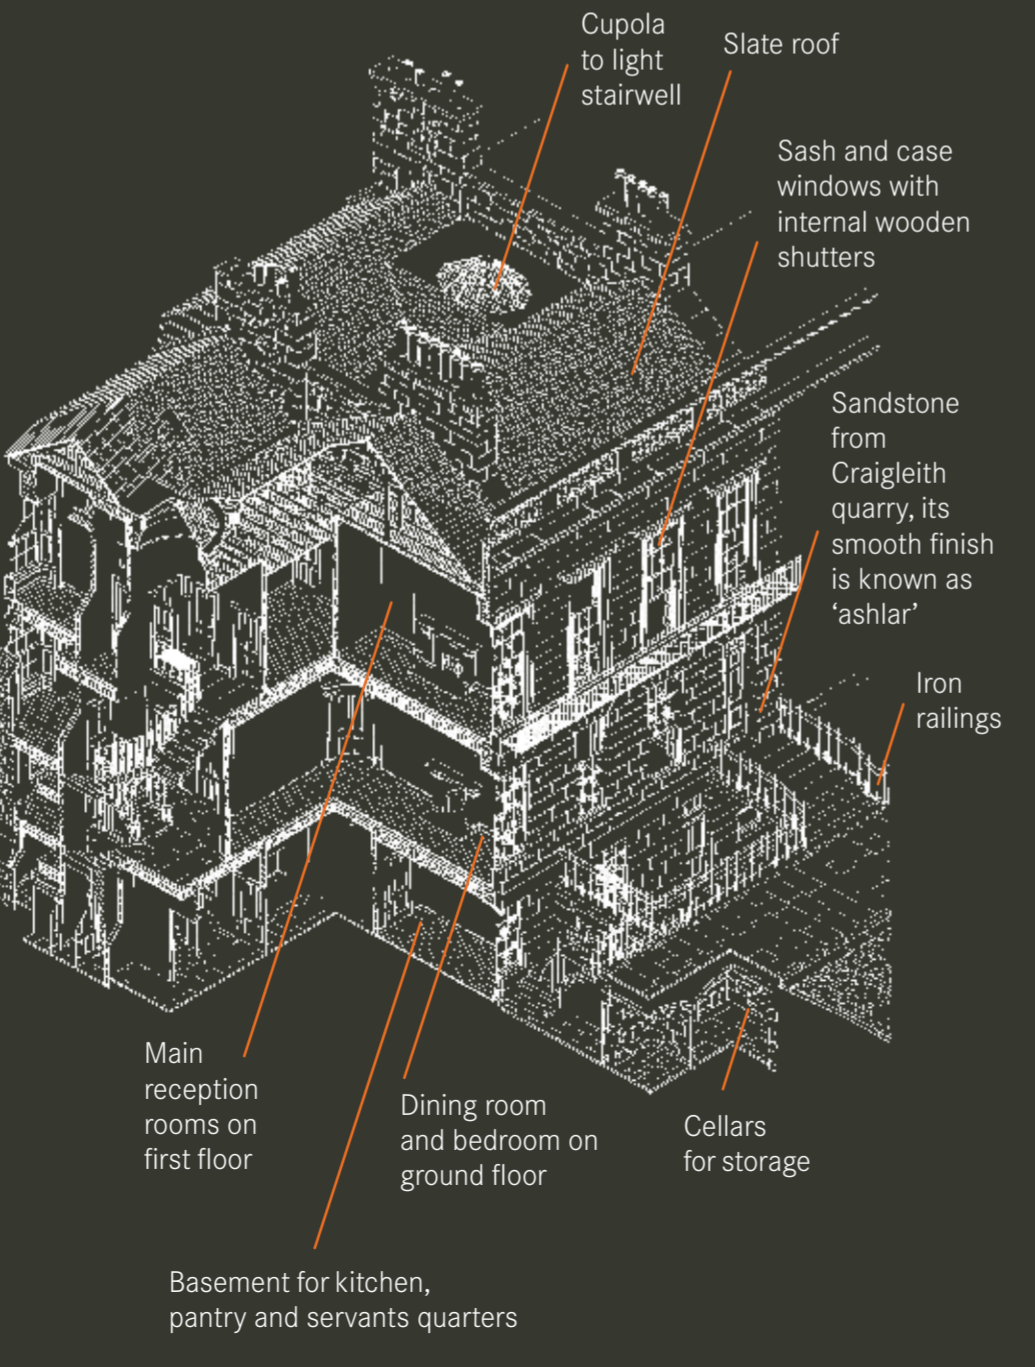 Cupola
to light
stairwell
Slate roof
Sash and case
windows with
internal wooden
shutters
Sandstone
from
Craigleith
quarry, its
smooth finish
is known as
‘ashlar’
Iron
railings
Main
reception
rooms on
first floor
Dining room
and bedroom on
ground floor
Cellars
for storage
Basement for kitchen,
pantry and servants quarters